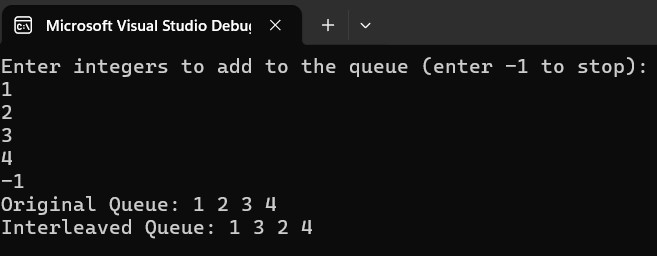 Microsoft Visual Studio Debu
Enter integers to add to the queue (enter -1 to stop):
1
2
3
4
-1
Original Queue: 1 2 3 4
Interleaved Queue: 1 3 2 4